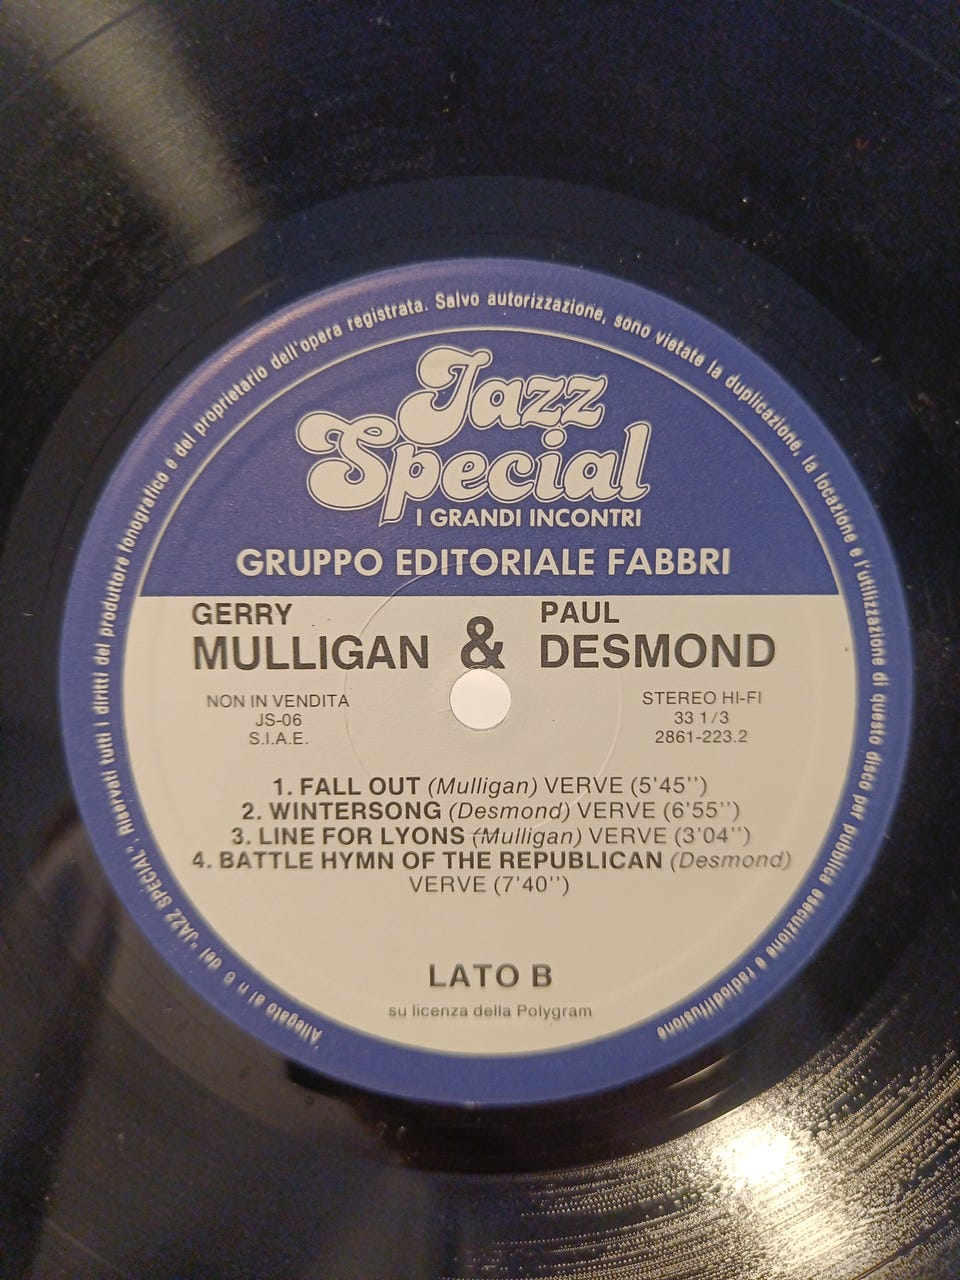 Allegato al n 6 del "JAZZ SPECIAL". Riservati tutti i diritti del produttore fonografico e del proprietario dell'opera registrata. Salvo autorizzazione, sono vietate la duplicazione, la locazione e l'utilizzazione di questo disco per pubblica esecuzione e radiodiffusione
Jazz
Special
I GRANDI INCONTRI
GRUPPO EDITORIALE FABBRI
GERRY MULLIGAN & PAUL DESMOND
NON IN VENDITA
JS-06
S.I.A.E.
STEREO HI-FI
33 1/3
2861-223.2
1. FALL OUT (Mulligan) VERVE (5'45'')
2. WINTERSONG (Desmond) VERVE (6'55'')
3. LINE FOR LYONS (Mulligan) VERVE (3'04'')
4. BATTLE HYMN OF THE REPUBLICAN (Desmond)
VERVE (7'40'')
LATO B
su licenza della Polygram